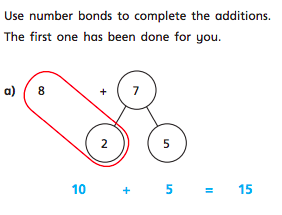 Use number bonds to complete the additions.
The first one has been done for you.
a) 8 + 7
2 5
10 + 5 = 15